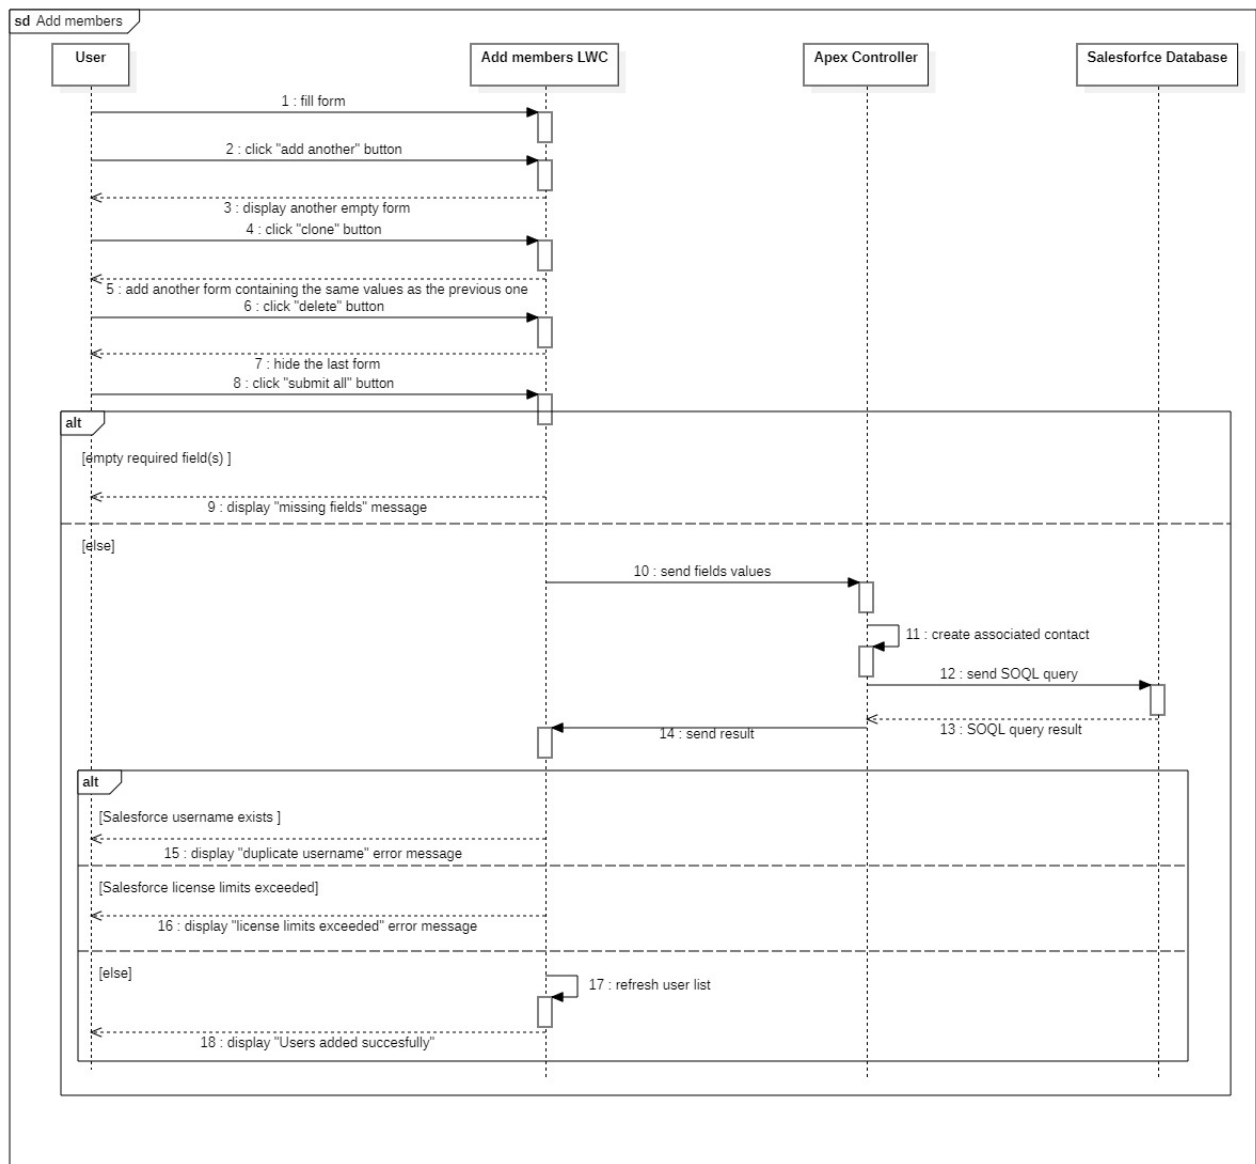 sd Add members
User
Add members LWC
Apex Controller
Salesforfce Database
1 : fill form
2 : click "add another" button
3 : display another empty form
4 : click "clone" button
5 : add another form containing the same values as the previous one
6 : click "delete" button
7 : hide the last form
8 : click "submit all" button
alt
[empty required field(s) ]
9 : display "missing fields" message
[else]
10 : send fields values
11 : create associated contact
12 : send SOQL query
13 : SOQL query result
14 : send result
alt
[Salesforce username exists ]
15 : display "duplicate username" error message
[Salesforce license limits exceeded]
16 : display "license limits exceeded" error message
[else]
17 : refresh user list
18 : display "Users added succesfully"